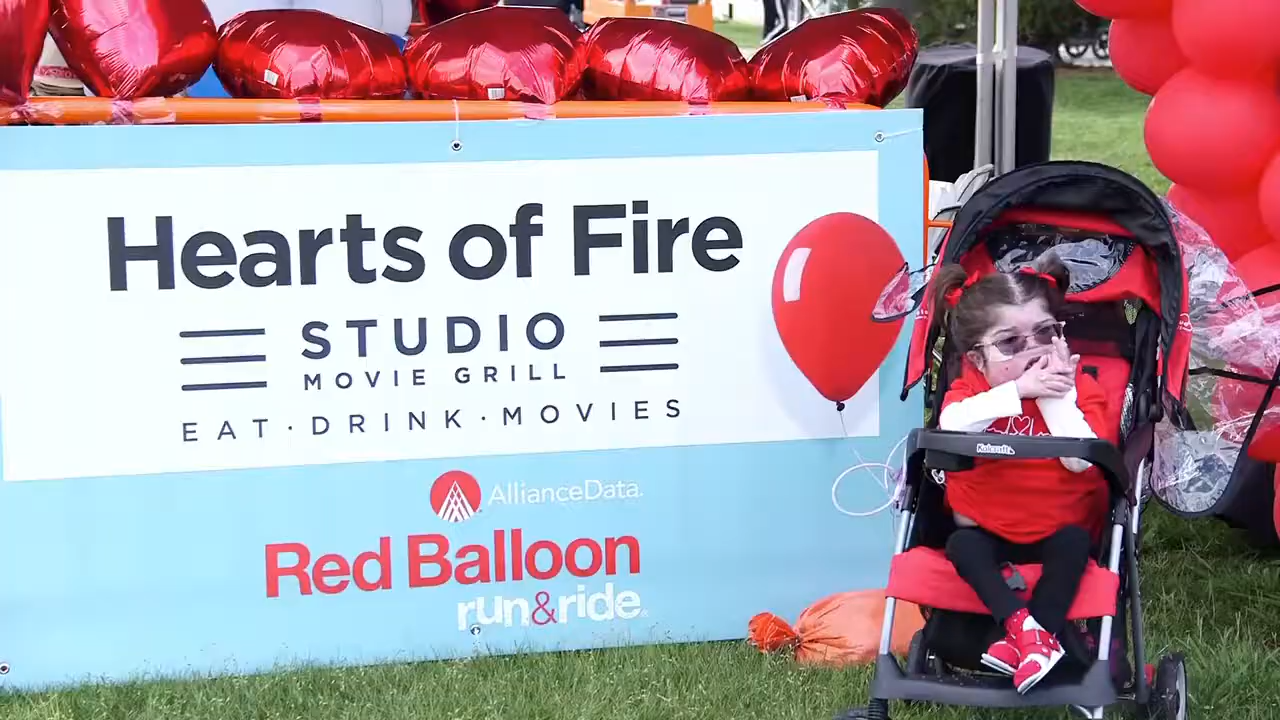 Hearts of Fire
STUDIO
MOVIE GRILL
EAT · DRINK · MOVIES
AllianceData
Red Balloon
run&ride
Kolcraft